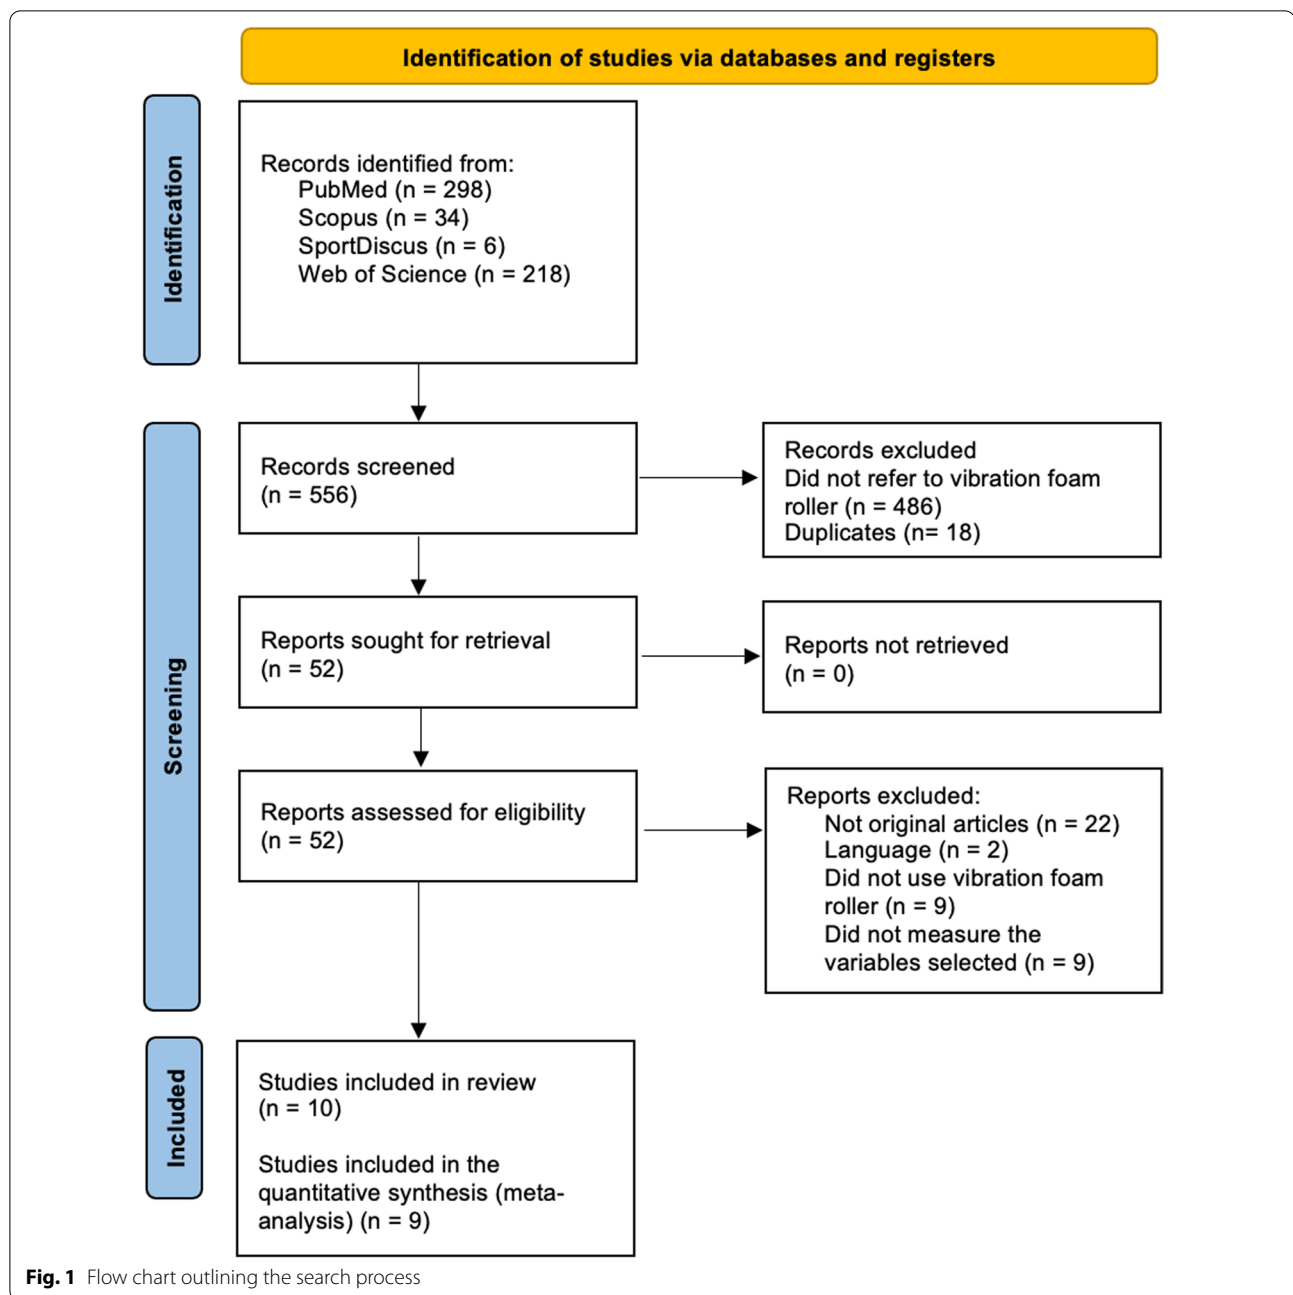 Identification of studies via databases and registers
Identification
Records identified from:
PubMed (n = 298)
Scopus (n = 34)
SportDiscus (n = 6)
Web of Science (n = 218)
Screening
Records screened
(n = 556)
Records excluded
Did not refer to vibration foam
roller (n = 486)
Duplicates (n= 18)
Reports sought for retrieval
(n = 52)
Reports not retrieved
(n = 0)
Reports assessed for eligibility
(n = 52)
Reports excluded:
Not original articles (n = 22)
Language (n = 2)
Did not use vibration foam
roller (n = 9)
Did not measure the
variables selected (n = 9)
Included
Studies included in review
(n = 10)
Studies included in the
quantitative synthesis (meta-
analysis) (n = 9)
Fig. 1 Flow chart outlining the search process